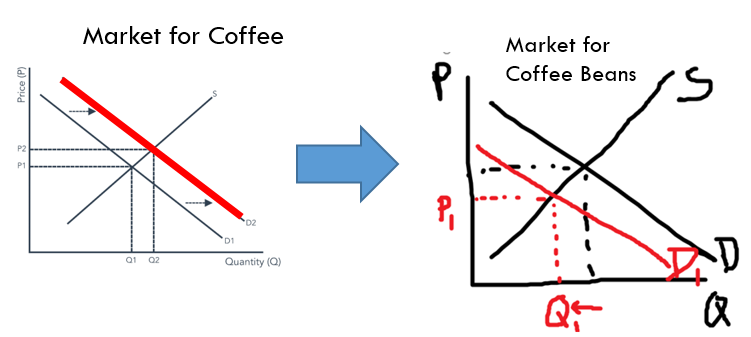 Market for Coffee
Price (P)
S
P2
P1
D2
D1
Q1 Q2
Quantity (Q)
Market for
Coffee Beans
P
S
P1
D
D1
Q1
Q